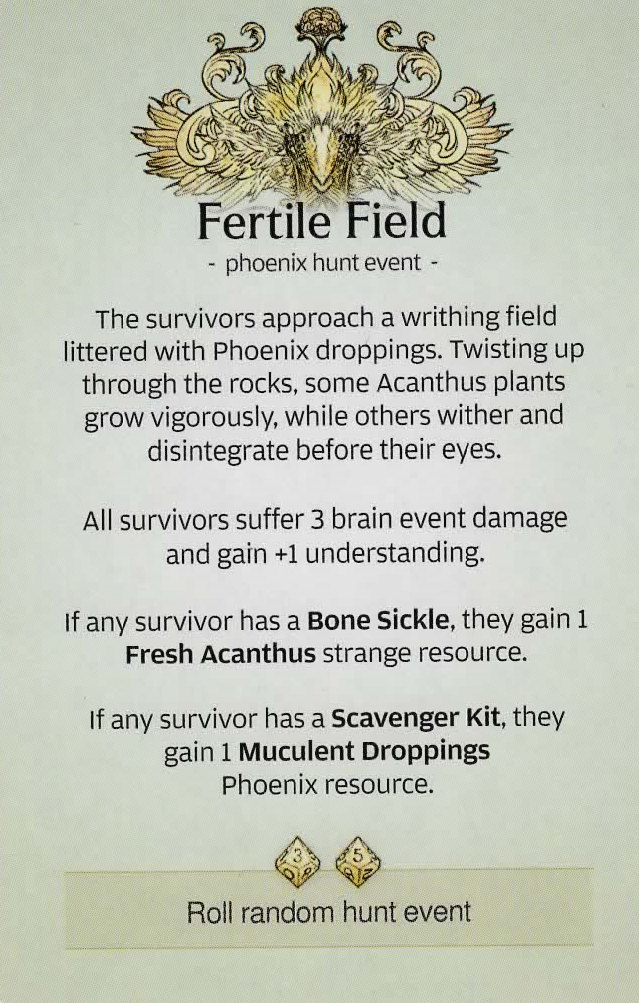 Fertile Field
- phoenix hunt event -
The survivors approach a writhing field
littered with Phoenix droppings. Twisting up
through the rocks, some Acanthus plants
grow vigorously, while others wither and
disintegrate before their eyes.
All survivors suffer 3 brain event damage
and gain +1 understanding.
If any survivor has a Bone Sickle, they gain 1
Fresh Acanthus strange resource.
If any survivor has a Scavenger Kit, they
gain 1 Muculent Droppings
Phoenix resource.
3 5
Roll random hunt event